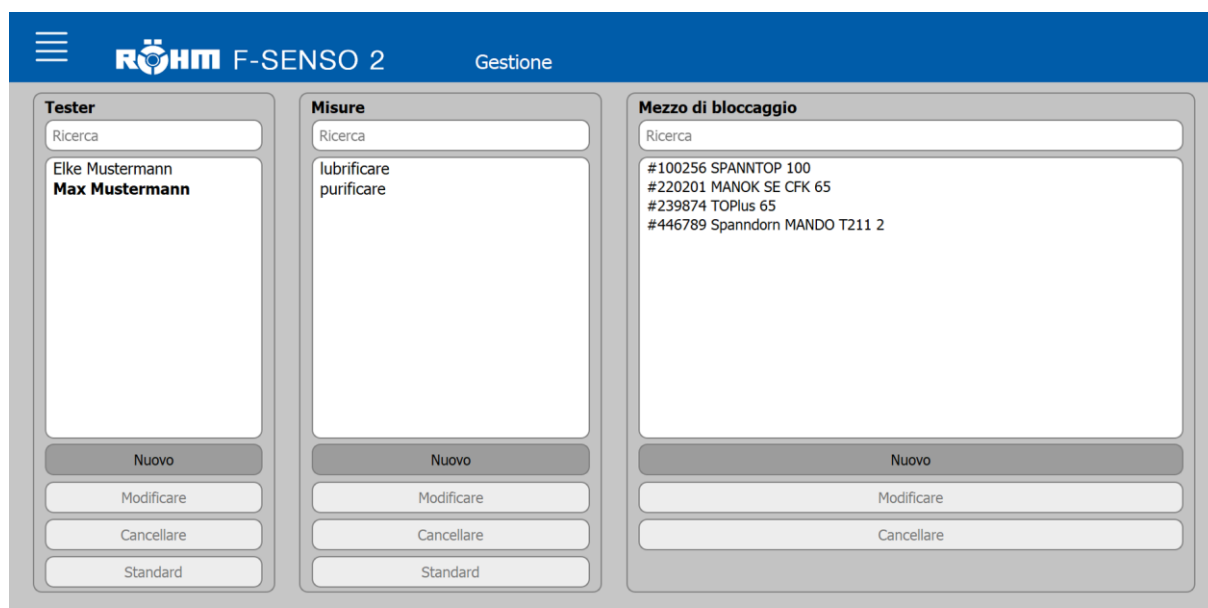 RÖHM F-SENSO 2 Gestione
Tester
Ricerca
Elke Mustermann
Max Mustermann
Nuovo
Modificare
Cancellare
Standard
Misure
Ricerca
lubrificare
purificare
Nuovo
Modificare
Cancellare
Standard
Mezzo di bloccaggio
Ricerca
#100256 SPANNTOP 100
#220201 MANOK SE CFK 65
#239874 TOPlus 65
#446789 Spanndorn MANDO T211 2
Nuovo
Modificare
Cancellare